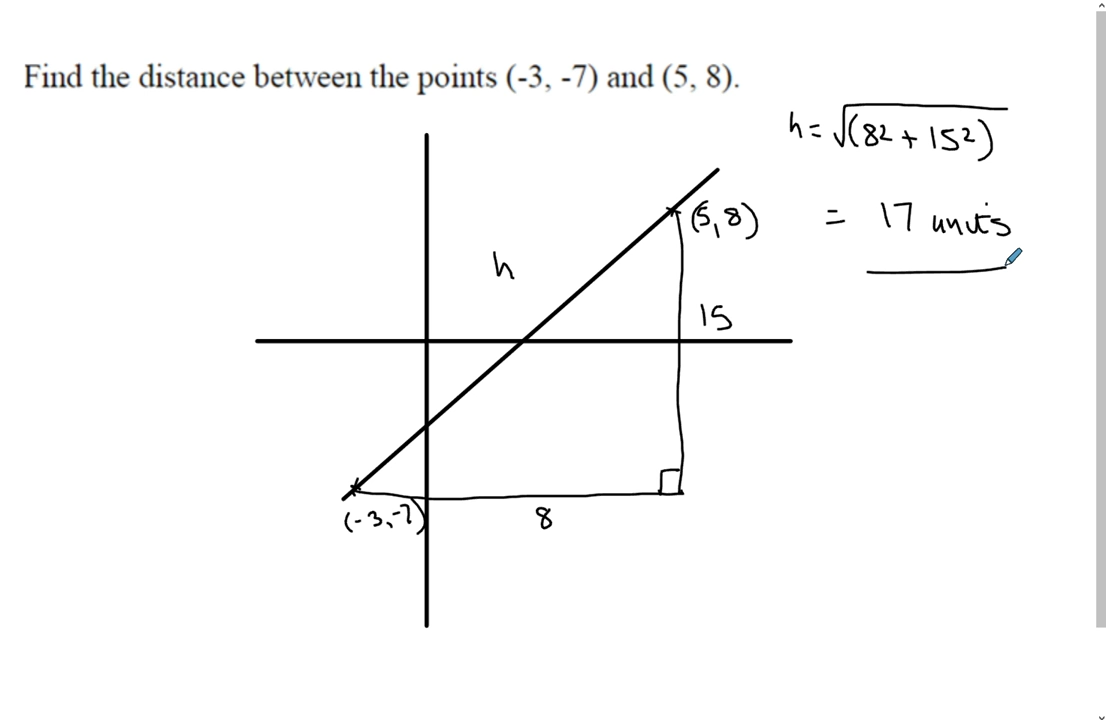 Find the distance between the points (-3, -7) and (5, 8).
h = √(8² + 15²)
= 17 units
(5,8)
h
15
(-3,-7)
8